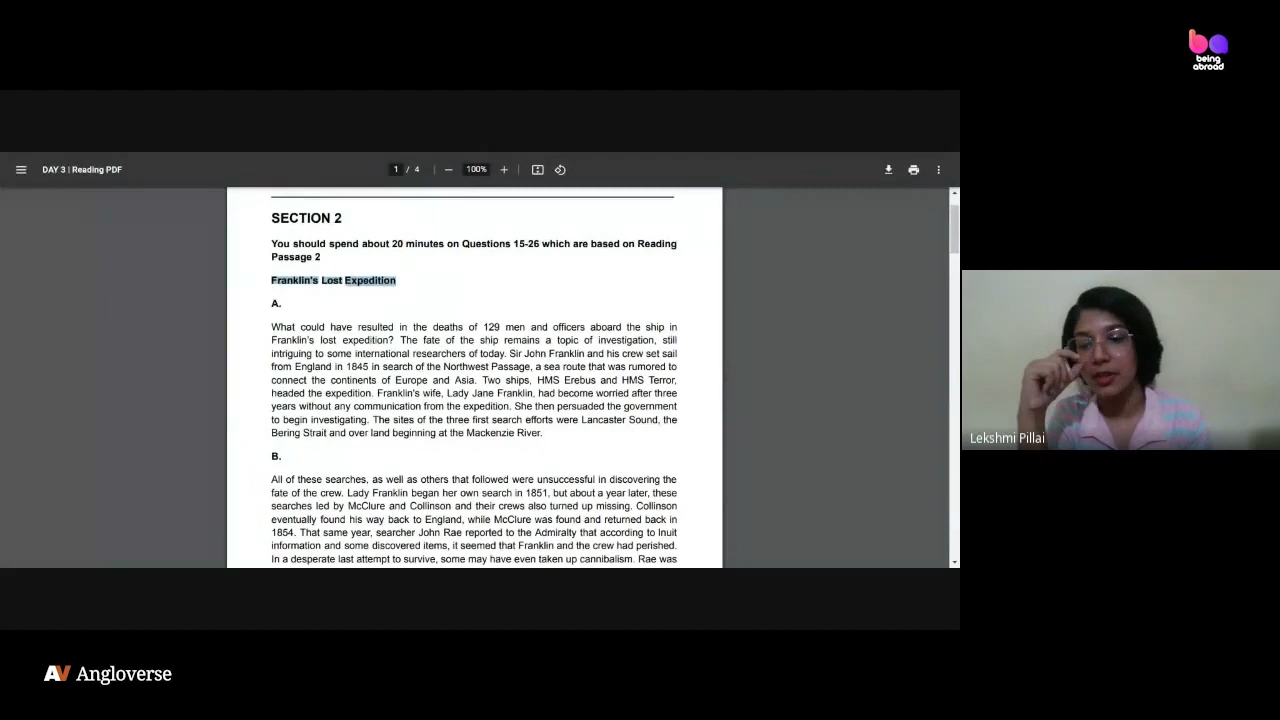 being
abroad
DAY 3 | Reading PDF
1 / 4
100%
SECTION 2
You should spend about 20 minutes on Questions 15-26 which are based on Reading
Passage 2
Franklin's Lost Expedition
A.
What could have resulted in the deaths of 129 men and officers aboard the ship in
Franklin's lost expedition? The fate of the ship remains a topic of investigation, still
intriguing to some international researchers of today. Sir John Franklin and his crew set sail
from England in 1845 in search of the Northwest Passage, a sea route that was rumored to
connect the continents of Europe and Asia. Two ships, HMS Erebus and HMS Terror,
headed the expedition. Franklin's wife, Lady Jane Franklin, had become worried after three
years without any communication from the expedition. She then persuaded the government
to begin investigating. The sites of the three first search efforts were Lancaster Sound, the
Bering Strait and over land beginning at the Mackenzie River.
B.
All of these searches, as well as others that followed were unsuccessful in discovering the
fate of the crew. Lady Franklin began her own search in 1851, but about a year later, these
searches led by McClure and Collinson and their crews also turned up missing. Collinson
eventually found his way back to England, while McClure was found and returned back in
1854. That same year, searcher John Rae reported to the Admiralty that according to Inuit
information and some discovered items, it seemed that Franklin and the crew had perished.
In a desperate last attempt to survive, some may have even taken up cannibalism. Rae was
Lekshmi Pillai
AV Angloverse